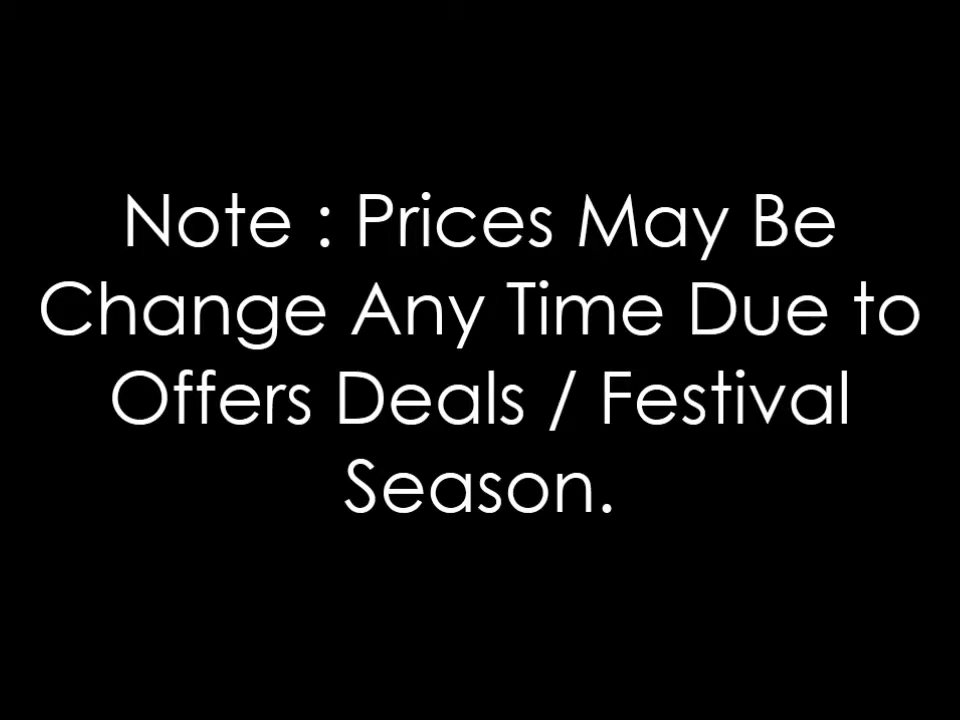 Note : Prices May Be
Change Any Time Due to
Offers Deals / Festival
Season.